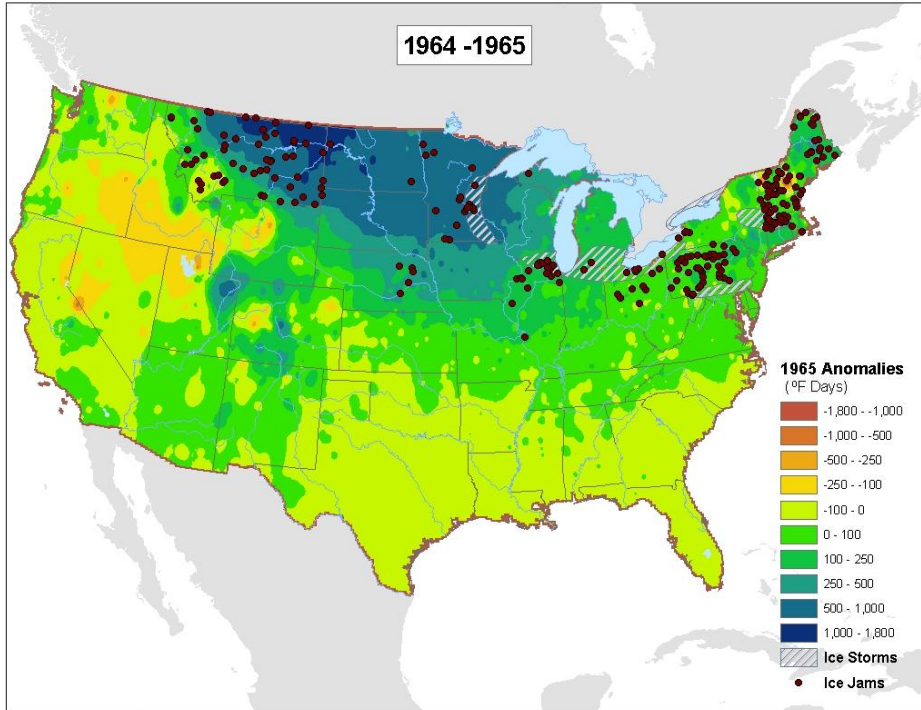 1964 -1965
1965 Anomalies
(ºF Days)
-1,800 - -1,000
-1,000 - -500
-500 - -250
-250 - -100
-100 - 0
0 - 100
100 - 250
250 - 500
500 - 1,000
1,000 - 1,800
Ice Storms
Ice Jams